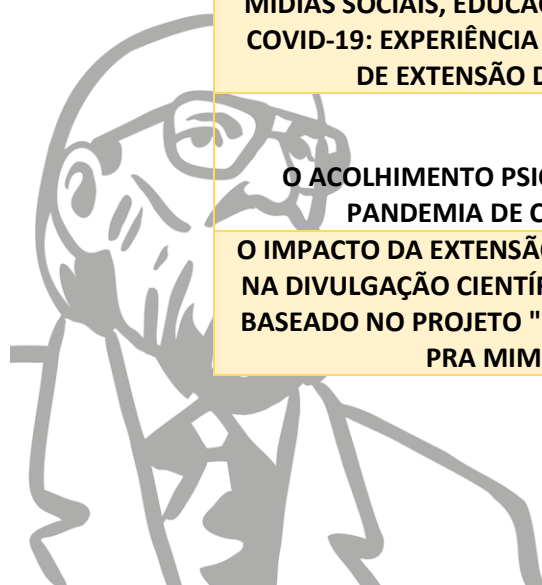 MÍDIAS SOCIAIS, EDUCAÇ
COVID-19: EXPERIÊNCIA
DE EXTENSÃO D
O ACOLHIMENTO PSIC
PANDEMIA DE C
O IMPACTO DA EXTENSÃO
NA DIVULGAÇÃO CIENTÍF
BASEADO NO PROJETO "
PRA MIM